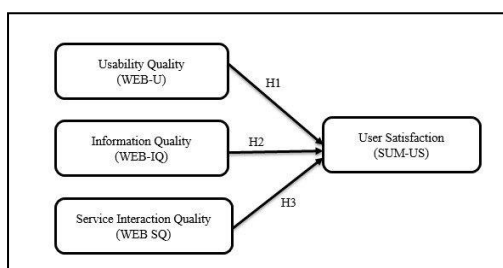 Usability Quality
(WEB-U)
H1
Information Quality
(WEB-IQ)
H2
User Satisfaction
(SUM-US)
Service Interaction Quality
(WEB SQ)
H3